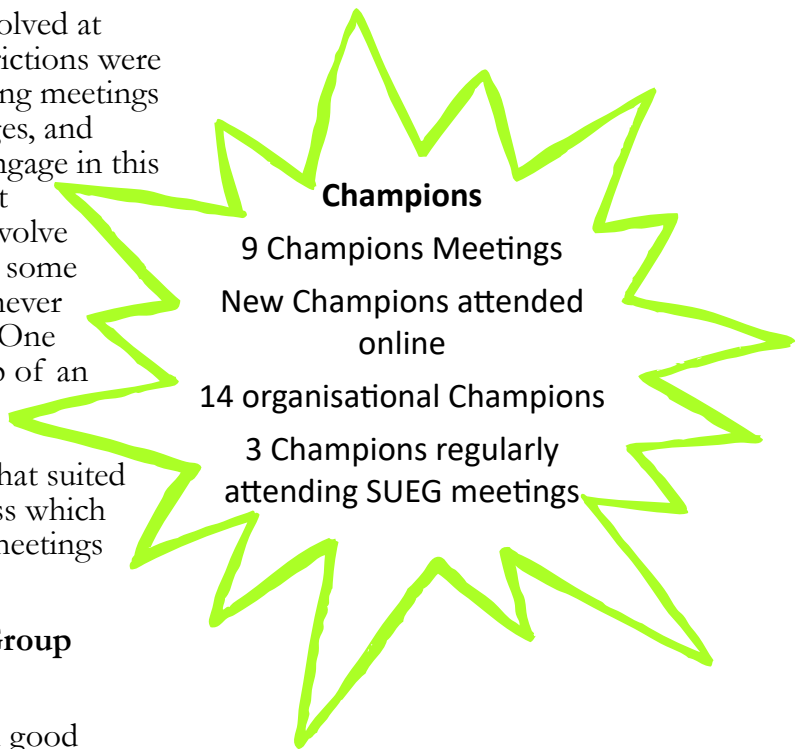 olved at
rictions were
ng meetings
ges, and
ngage in this
t
volve
some
never
One
of an
hat suited
ss which
meetings
Group
good
Champions
9 Champions Meetings
New Champions attended
online
14 organisational Champions
3 Champions regularly
attending SUEG meetings